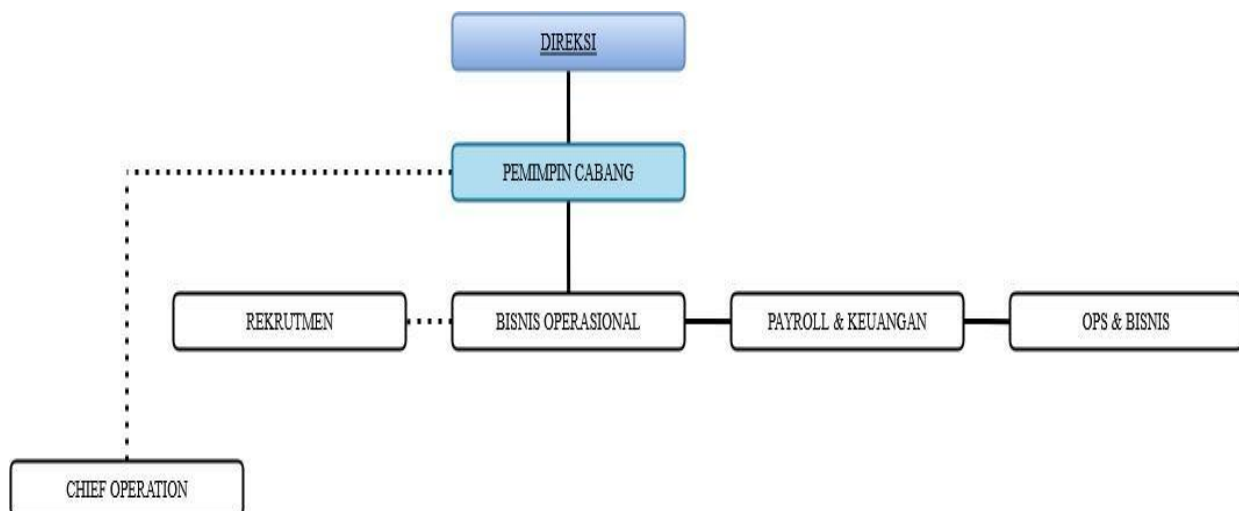 DIREKSI
PEMIMPIN CABANG
REKRUTMEN
BISNIS OPERASIONAL
PAYROLL & KEUANGAN
OPS & BISNIS
CHIEF OPERATION